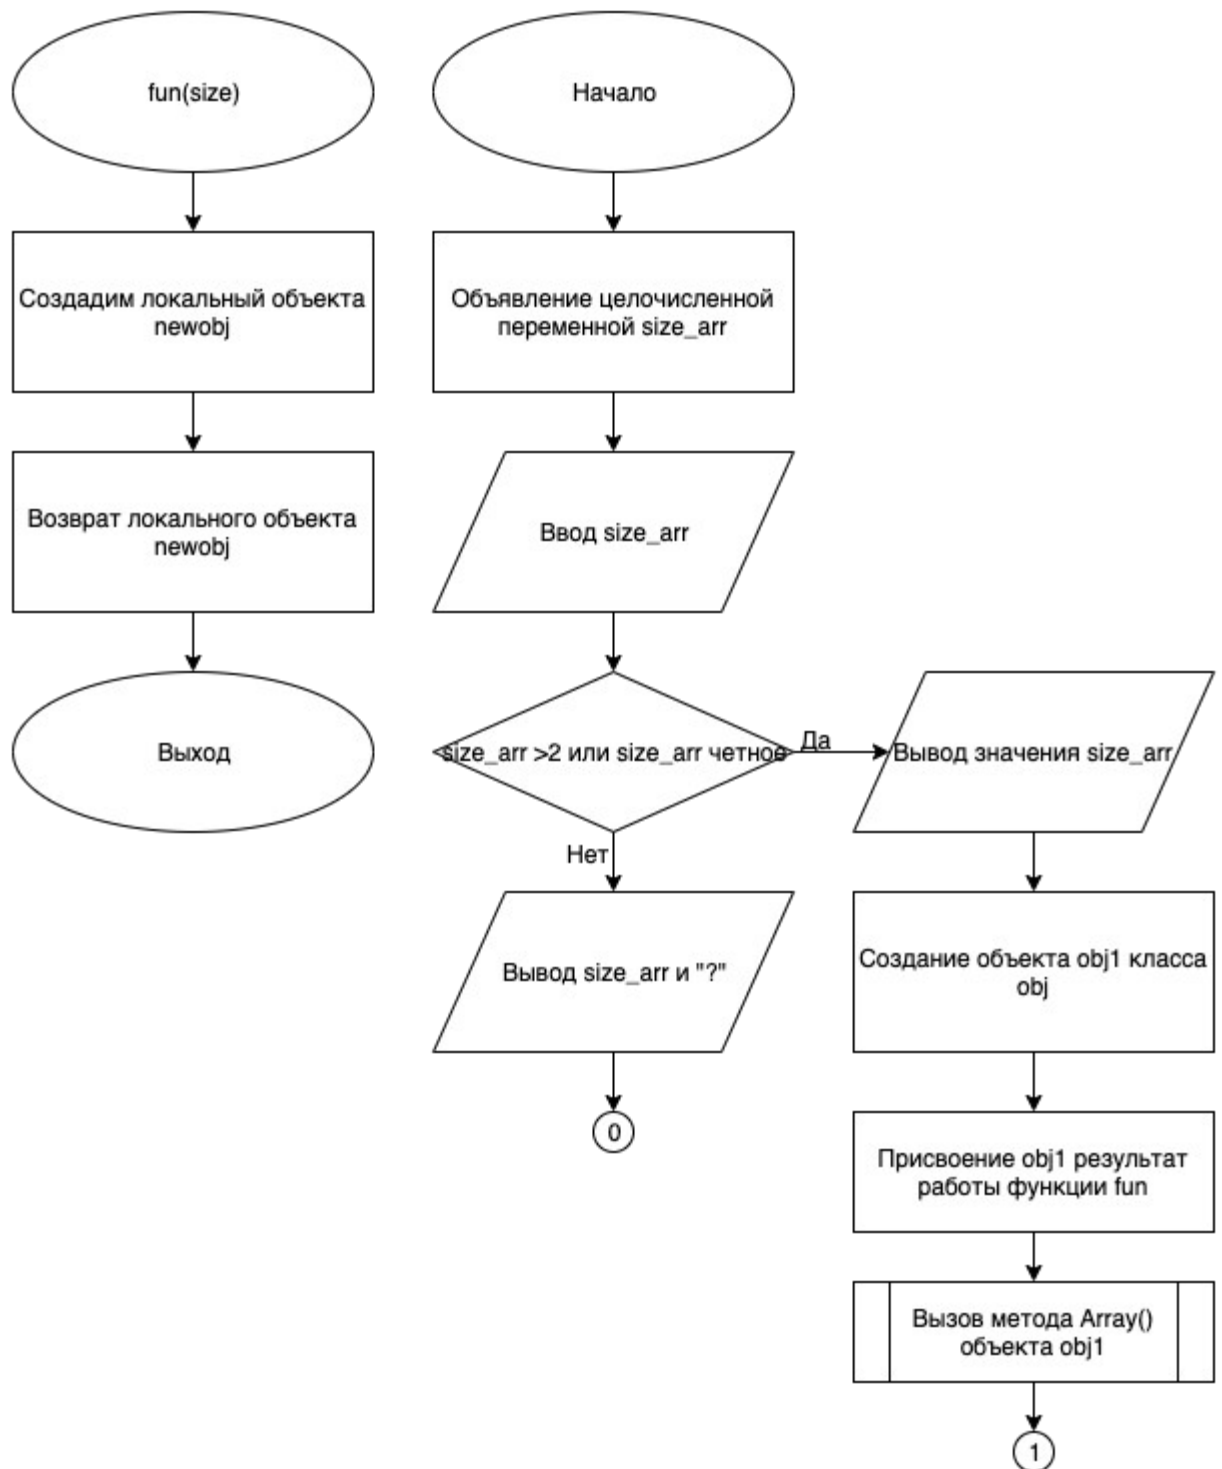 fun(size)
Создадим локальный объекта
newobj
Возврат локального объекта
newobj
Выход
Начало
Объявление целочисленной
переменной size_arr
Ввод size_arr
size_arr >2 или size_arr четное
Да
Нет
Вывод size_arr и "?"
0
Вывод значения size_arr
Создание объекта obj1 класса
obj
Присвоение obj1 результат
работы функции fun
Вызов метода Array()
объекта obj1
1